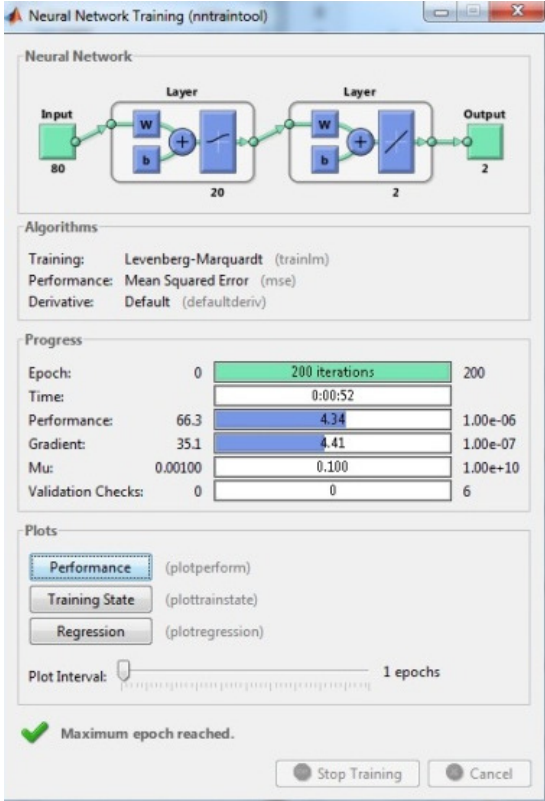 Neural Network Training (nntraintool)
Neural Network
Layer Layer
Input Output
W W
b b
80 2
20 2
Algorithms
Training: Levenberg-Marquardt (trainlm)
Performance: Mean Squared Error (mse)
Derivative: Default (defaultderiv)
Progress
Epoch: 0 200 iterations 200
Time: 0:00:52
Performance: 66.3 4.34 1.00e-06
Gradient: 35.1 4.41 1.00e-07
Mu: 0.00100 0.100 1.00e+10
Validation Checks: 0 0 6
Plots
Performance (plotperform)
Training State (plottrainstate)
Regression (plotregression)
Plot Interval: 1 epochs
Maximum epoch reached.
Stop Training Cancel